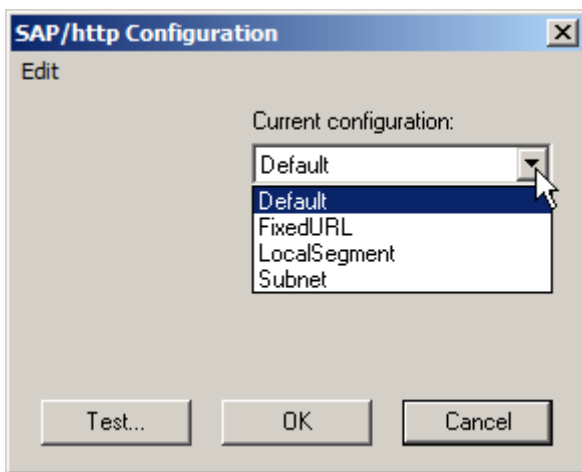 SAP/http Configuration
Edit
Current configuration:
Default
Default
FixedURL
LocalSegment
Subnet
Test...
OK
Cancel